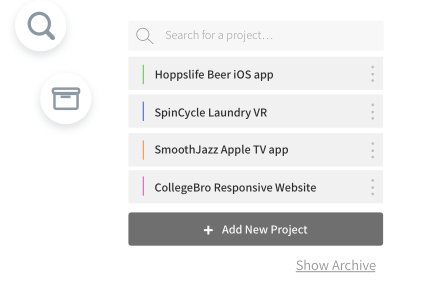 Search for a project...
Hoppslife Beer iOS app
SpinCycle Laundry VR
SmoothJazz Apple TV app
CollegeBro Responsive Website
+ Add New Project
Show Archive